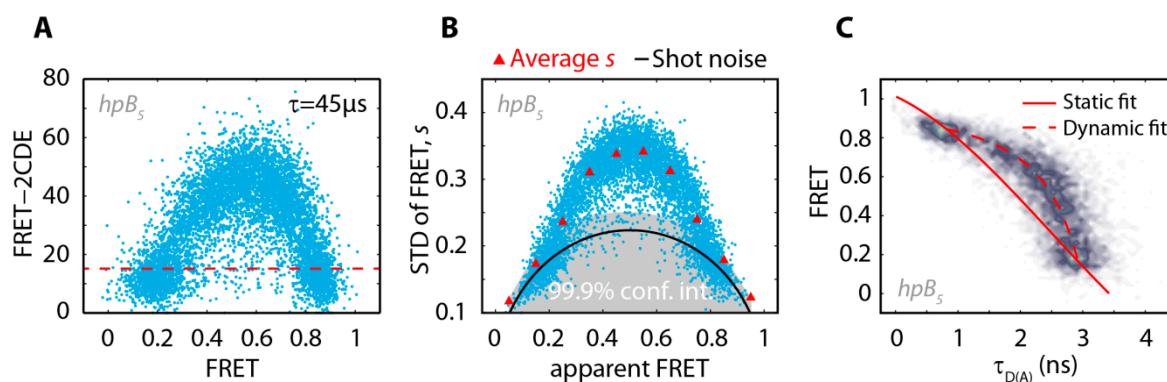 A
FRET–2CDE
80
60
40
20
0
hpB5
τ=45μs
0 0.2 0.4 0.6 0.8 1
FRET
B
▲ Average s – Shot noise
STD of FRET, s
0.4
0.3
0.2
0.1
hpB5
99.9% conf. int.
0 0.2 0.4 0.6 0.8 1
apparent FRET
C
FRET
1
0.8
0.6
0.4
0.2
0
Static fit
Dynamic fit
hpB5
0 1 2 3 4
τD(A) (ns)